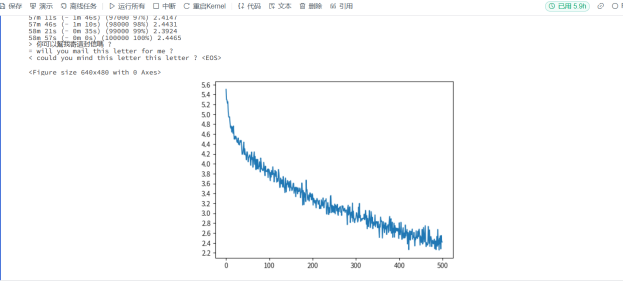 保存 演示 离线任务 运行全部 中断 重启Kernel 代码 文本 删除 引用 已用 5.9h
57m 11s (- 1m 46s) (97000 97%) 2.4147
57m 46s (- 1m 10s) (98000 98%) 2.4431
58m 21s (- 0m 35s) (99000 99%) 2.3924
58m 57s (- 0m 0s) (100000 100%) 2.4465
> 你可以幫我寄這封信嗎 ?
= will you mail this letter for me ?
< could you mind this letter this letter ? <EOS>
<Figure size 640x480 with 0 Axes>
5.6
5.4
5.2
5.0
4.8
4.6
4.4
4.2
4.0
3.8
3.6
3.4
3.2
3.0
2.8
2.6
2.4
2.2
0 100 200 300 400 500